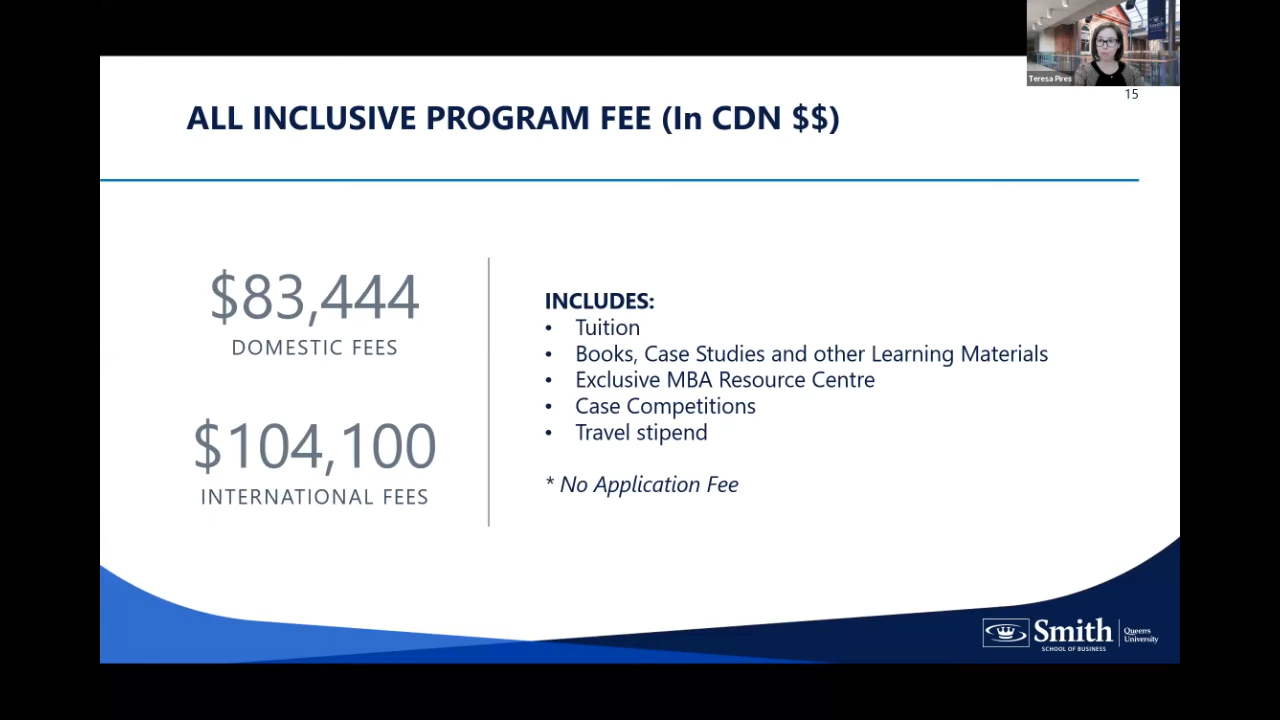 Teresa Pires
15
ALL INCLUSIVE PROGRAM FEE (In CDN $$)
$83,444
DOMESTIC FEES
$104,100
INTERNATIONAL FEES
INCLUDES:
• Tuition
• Books, Case Studies and other Learning Materials
• Exclusive MBA Resource Centre
• Case Competitions
• Travel stipend
* No Application Fee
Smith
SCHOOL OF BUSINESS
Queen's
University